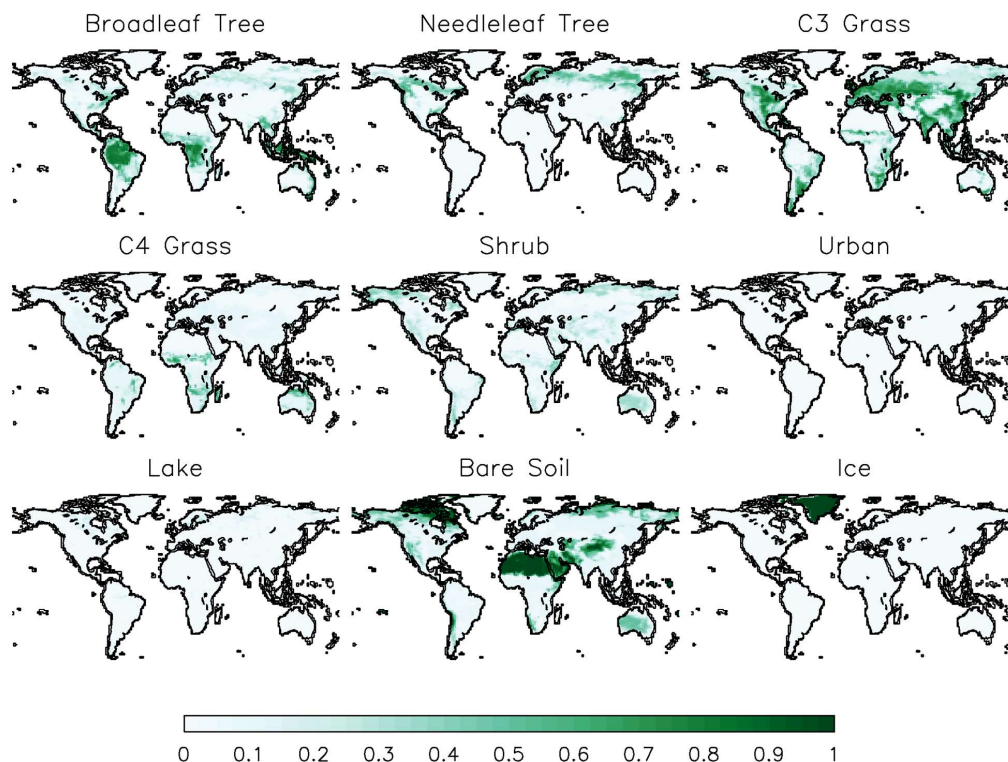 Broadleaf Tree
Needleleaf Tree
C3 Grass
C4 Grass
Shrub
Urban
Lake
Bare Soil
Ice
0 0.1 0.2 0.3 0.4 0.5 0.6 0.7 0.8 0.9 1